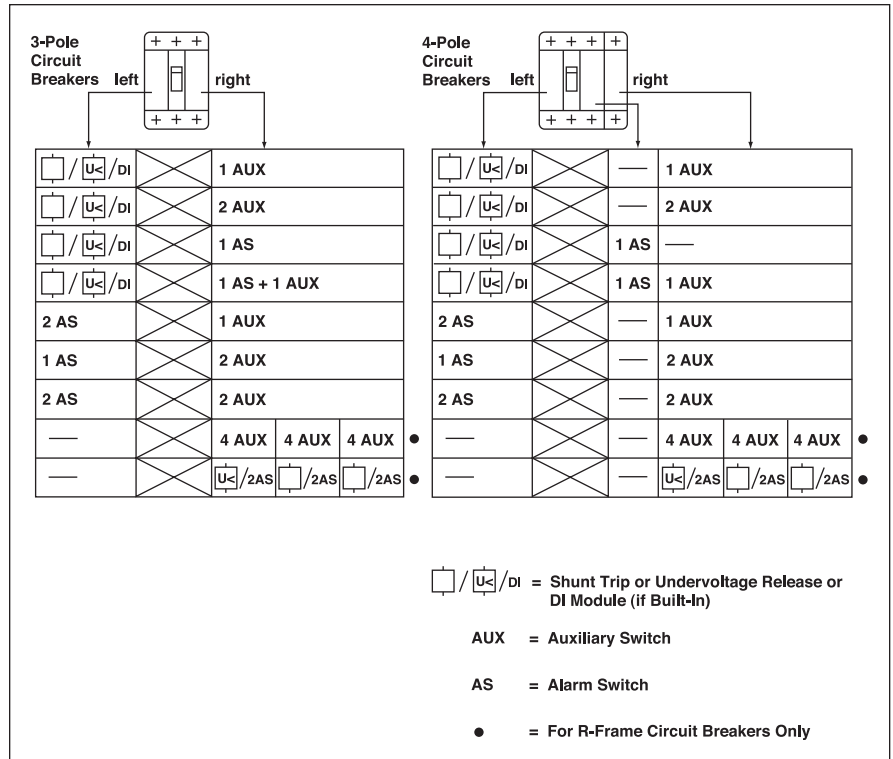 3-Pole
Circuit
Breakers left right
4-Pole
Circuit
Breakers left right
+ + +
+ + +
+ + + +
+ + + +
/ U< /DI 1 AUX
/ U< /DI 2 AUX
/ U< /DI 1 AS
/ U< /DI 1 AS + 1 AUX
2 AS 1 AUX
1 AS 2 AUX
2 AS 2 AUX
— 4 AUX 4 AUX 4 AUX •
— U< /2AS /2AS /2AS •
/ U< /DI — 1 AUX
/ U< /DI — 2 AUX
/ U< /DI 1 AS —
/ U< /DI 1 AS 1 AUX
2 AS — 1 AUX
1 AS — 2 AUX
2 AS — 2 AUX
— — 4 AUX 4 AUX 4 AUX •
— — U< /2AS /2AS /2AS •
/ U< /DI = Shunt Trip or Undervoltage Release or
DI Module (if Built-In)
AUX = Auxiliary Switch
AS = Alarm Switch
• = For R-Frame Circuit Breakers Only